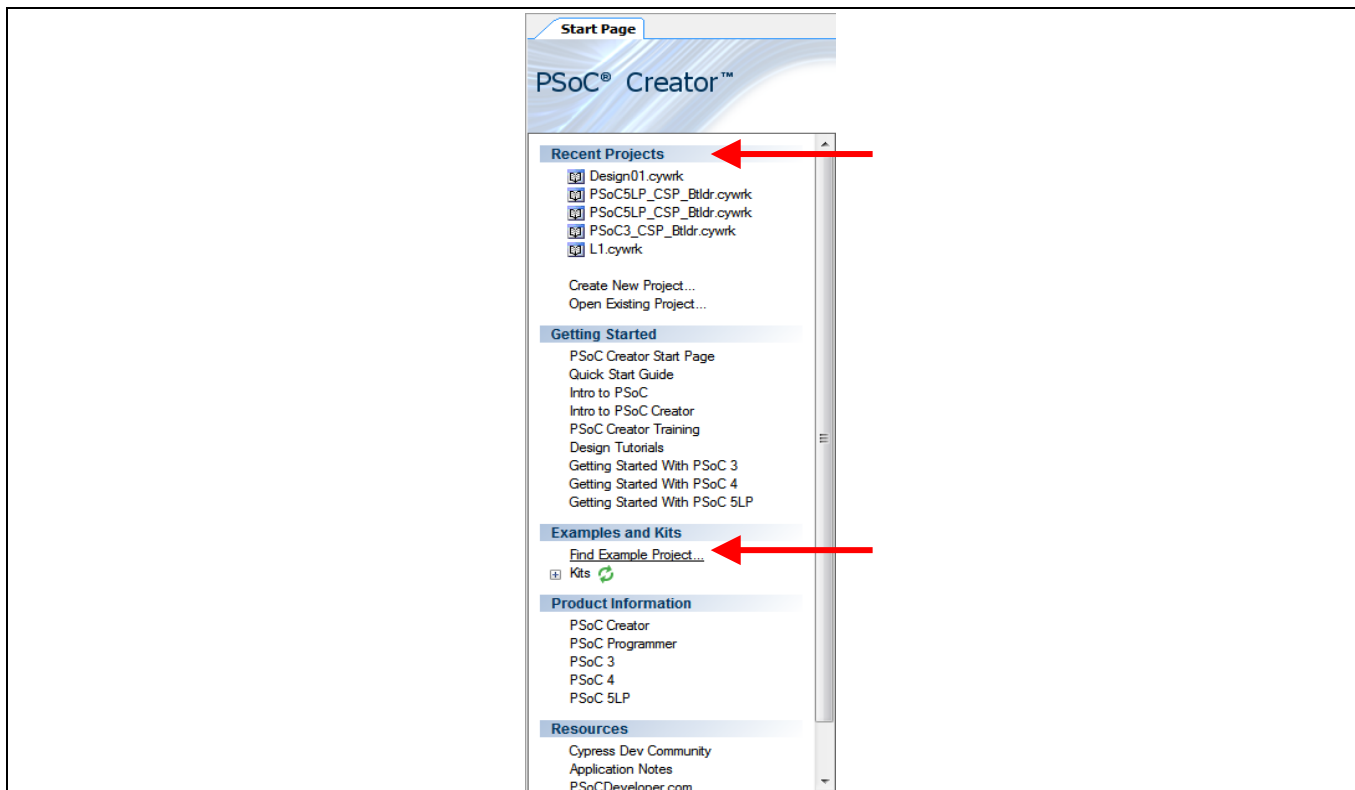 Start Page
PSoC® Creator™
Recent Projects
Design01.cywrk
PSoC5LP_CSP_Btldr.cywrk
PSoC5LP_CSP_Btldr.cywrk
PSoC3_CSP_Btldr.cywrk
L1.cywrk
Create New Project...
Open Existing Project...
Getting Started
PSoC Creator Start Page
Quick Start Guide
Intro to PSoC
Intro to PSoC Creator
PSoC Creator Training
Design Tutorials
Getting Started With PSoC 3
Getting Started With PSoC 4
Getting Started With PSoC 5LP
Examples and Kits
Find Example Project...
Kits
Product Information
PSoC Creator
PSoC Programmer
PSoC 3
PSoC 4
PSoC 5LP
Resources
Cypress Dev Community
Application Notes
PSoCDeveloper.com